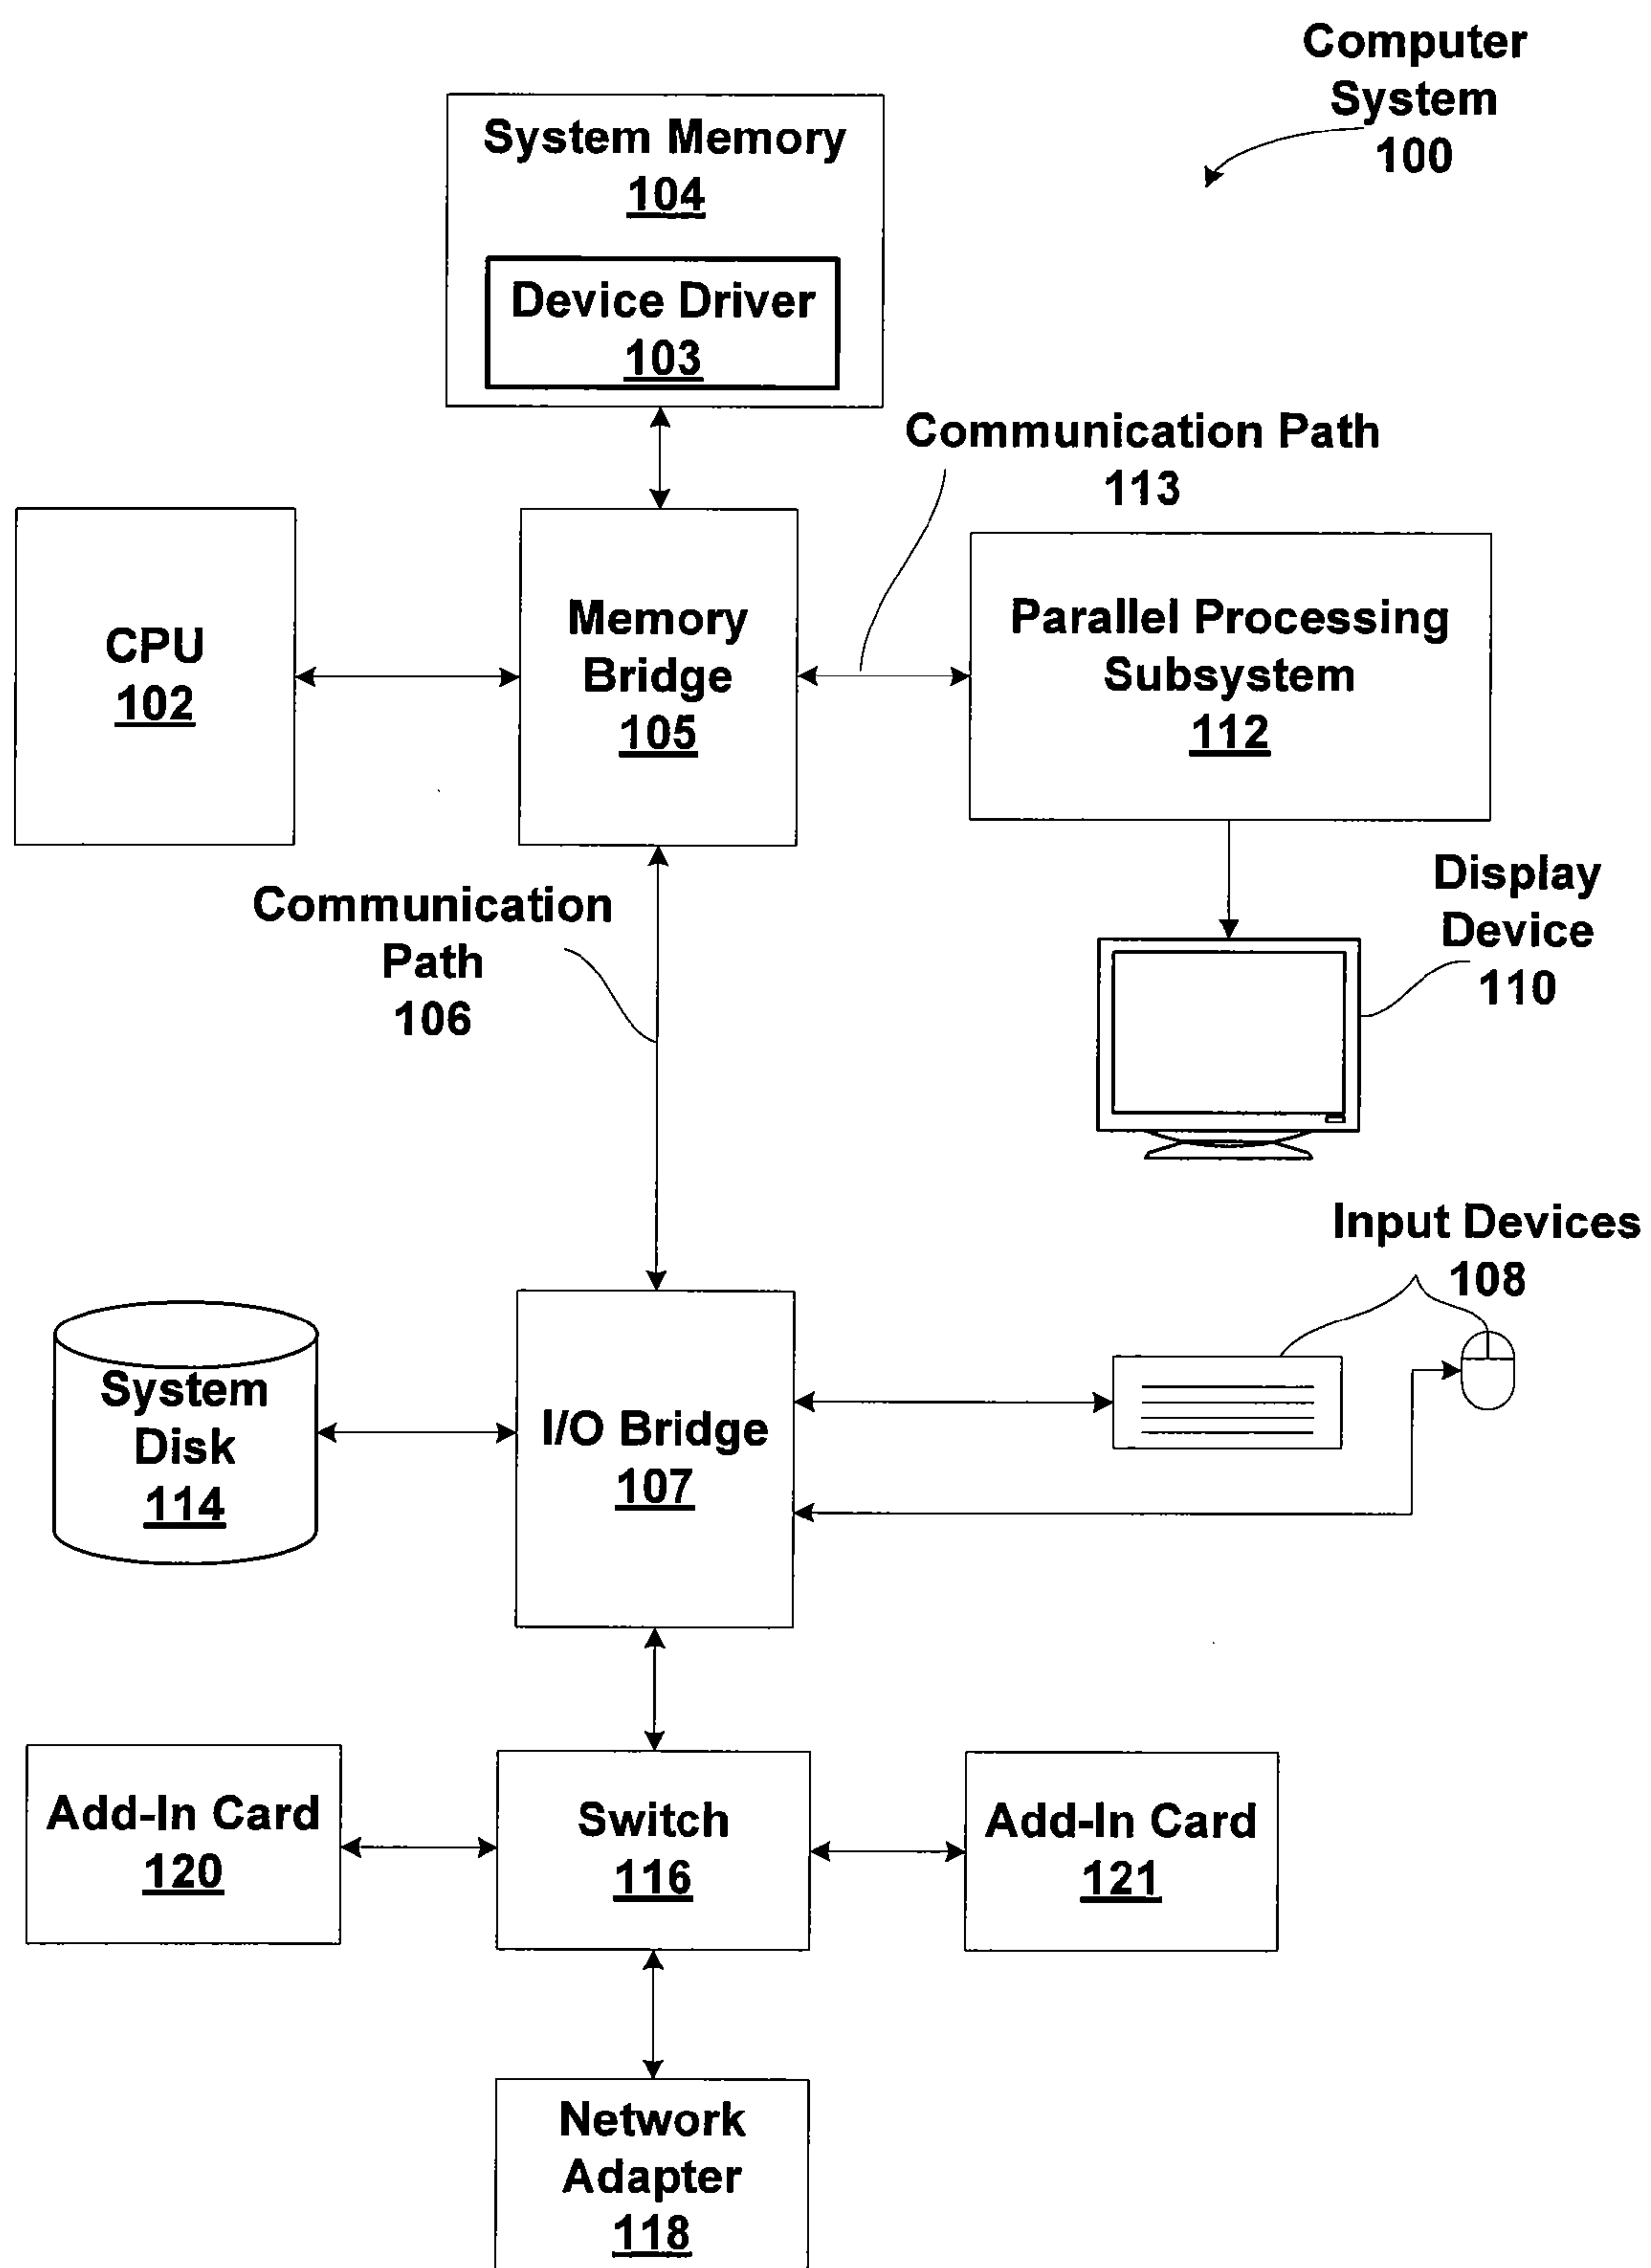 Computer
System
100
System Memory
104
Device Driver
103
Communication Path
113
CPU
102
Memory
Bridge
105
Parallel Processing
Subsystem
112
Communication
Path
106
Display
Device
110
Input Devices
108
System
Disk
114
I/O Bridge
107
Add-In Card
120
Switch
116
Add-In Card
121
Network
Adapter
118